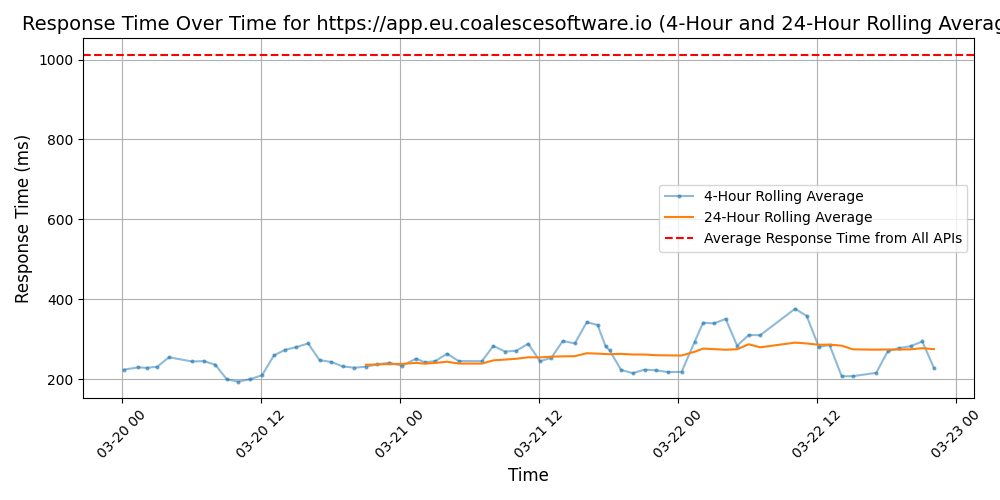 Response Time Over Time for https://app.eu.coalescesoftware.io (4-Hour and 24-Hour Rolling Averag
Response Time (ms)
1000
800
600
400
200
4-Hour Rolling Average
24-Hour Rolling Average
Average Response Time from All APIs
03-20 00
03-20 12
03-21 00
03-21 12
03-22 00
03-22 12
03-23 00
Time